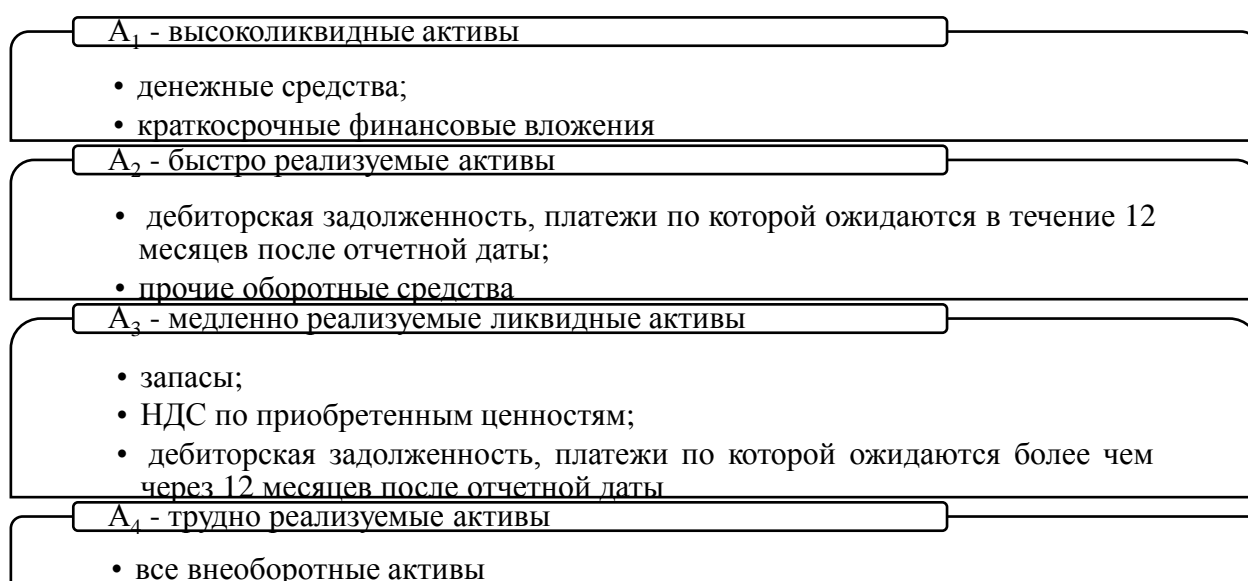 А₁ - высоколиквидные активы
• денежные средства;
• краткосрочные финансовые вложения
А₂ - быстро реализуемые активы
• дебиторская задолженность, платежи по которой ожидаются в течение 12
месяцев после отчетной даты;
• прочие оборотные средства
А₃ - медленно реализуемые ликвидные активы
• запасы;
• НДС по приобретенным ценностям;
• дебиторская задолженность, платежи по которой ожидаются более чем
через 12 месяцев после отчетной даты
А₄ - трудно реализуемые активы
• все внеоборотные активы